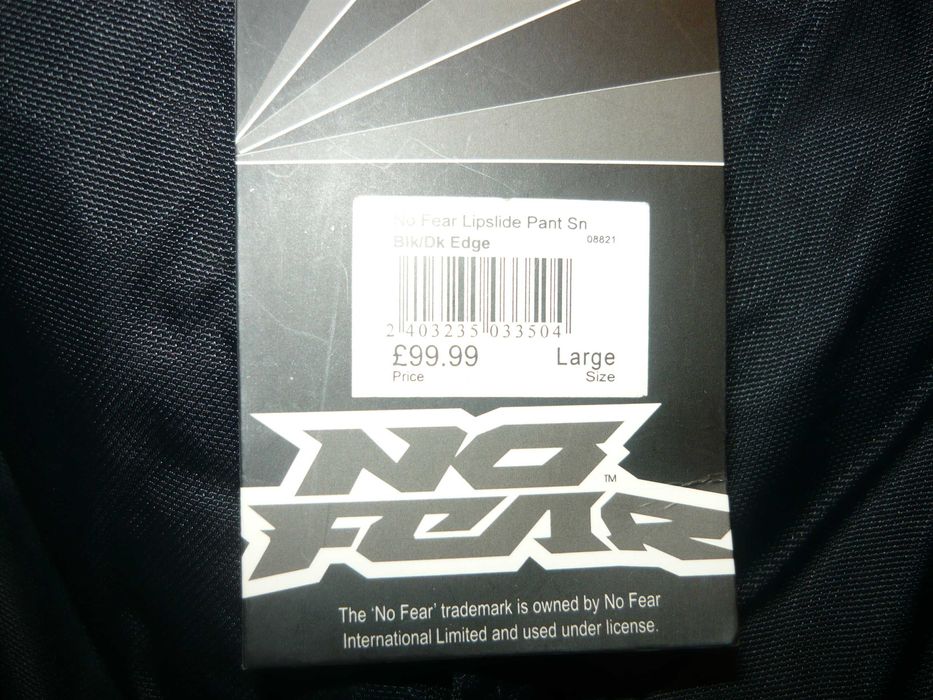 No Fear Lipslide Pant Sn
Blk/Dk Edge 08821
2 403235 033504
£99.99 Large
Price Size
NO
FEAR TM
The 'No Fear' trademark is owned by No Fear
International Limited and used under license.